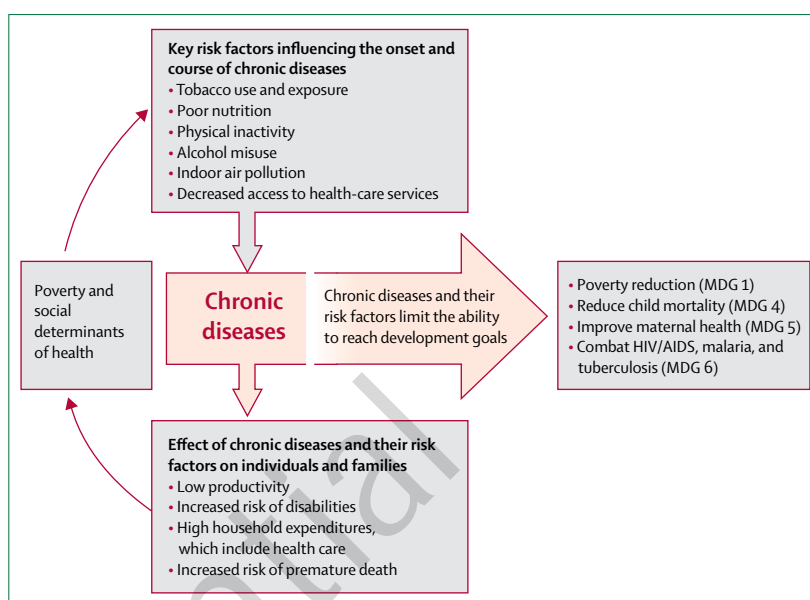 Key risk factors influencing the onset and
course of chronic diseases
• Tobacco use and exposure
• Poor nutrition
• Physical inactivity
• Alcohol misuse
• Indoor air pollution
• Decreased access to health-care services
Poverty and
social
determinants
of health
Chronic
diseases
Chronic diseases and their
risk factors limit the ability
to reach development goals
• Poverty reduction (MDG 1)
• Reduce child mortality (MDG 4)
• Improve maternal health (MDG 5)
• Combat HIV/AIDS, malaria, and
tuberculosis (MDG 6)
Effect of chronic diseases and their risk
factors on individuals and families
• Low productivity
• Increased risk of disabilities
• High household expenditures,
which include health care
• Increased risk of premature death
ntial